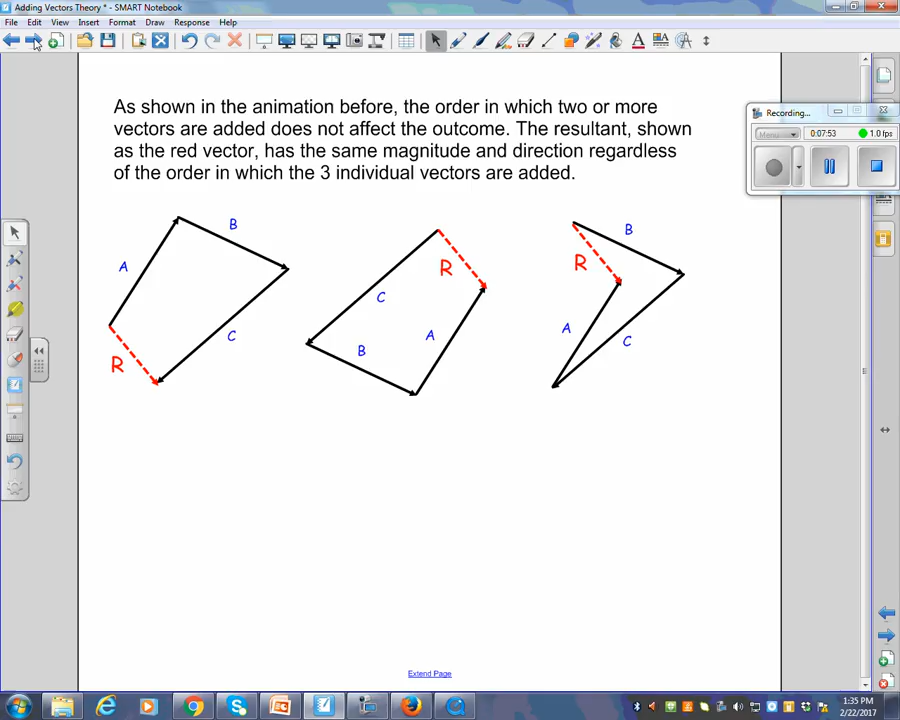 Adding Vectors Theory * - SMART Notebook
File Edit View Insert Format Draw Response Help
As shown in the animation before, the order in which two or more
vectors are added does not affect the outcome. The resultant, shown
as the red vector, has the same magnitude and direction regardless
of the order in which the 3 individual vectors are added.
Recording...
Menu 0:07:53 1.0 fps
A B C R
C B A R
B R A C
Extend Page
1:35 PM
2/22/2017